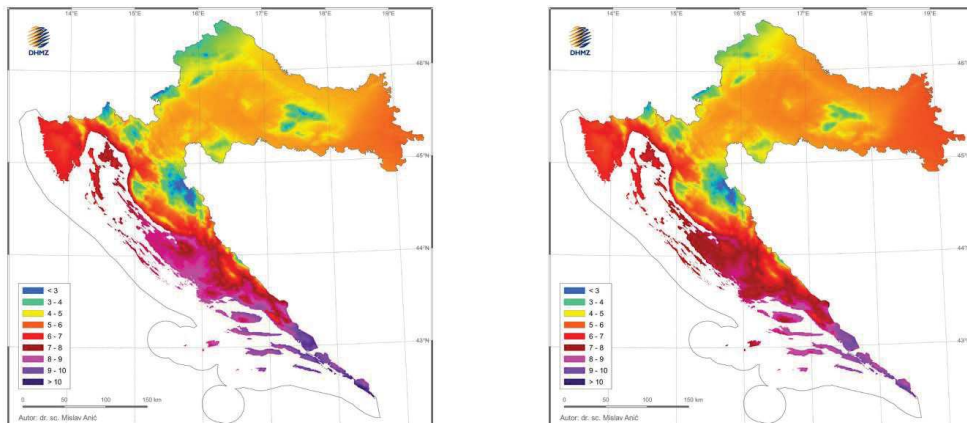 14°E 15°E 16°E 17°E 18°E 19°E
DHMZ
46°N
45°N
44°N
43°N
< 3
3 - 4
4 - 5
5 - 6
6 - 7
7 - 8
8 - 9
9 - 10
> 10
0 50 100 150 km
Autor: dr. sc. Mislav Anić
14°E 15°E 16°E 17°E 18°E 19°E
DHMZ
46°N
45°N
44°N
43°N
< 3
3 - 4
4 - 5
5 - 6
6 - 7
7 - 8
8 - 9
9 - 10
> 10
0 50 100 150 km
Autor: dr. sc. Mislav Anić